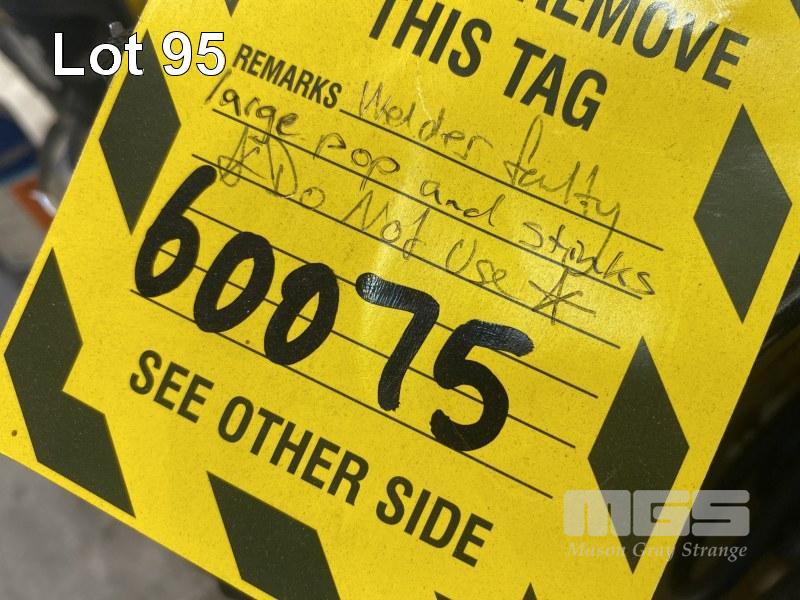 Lot 95
REMOVE
THIS TAG
REMARKS Welder faulty
large pop and stinks
☆ Do Not Use ☆
60075
SEE OTHER SIDE
MGS
Mason Gray Strange